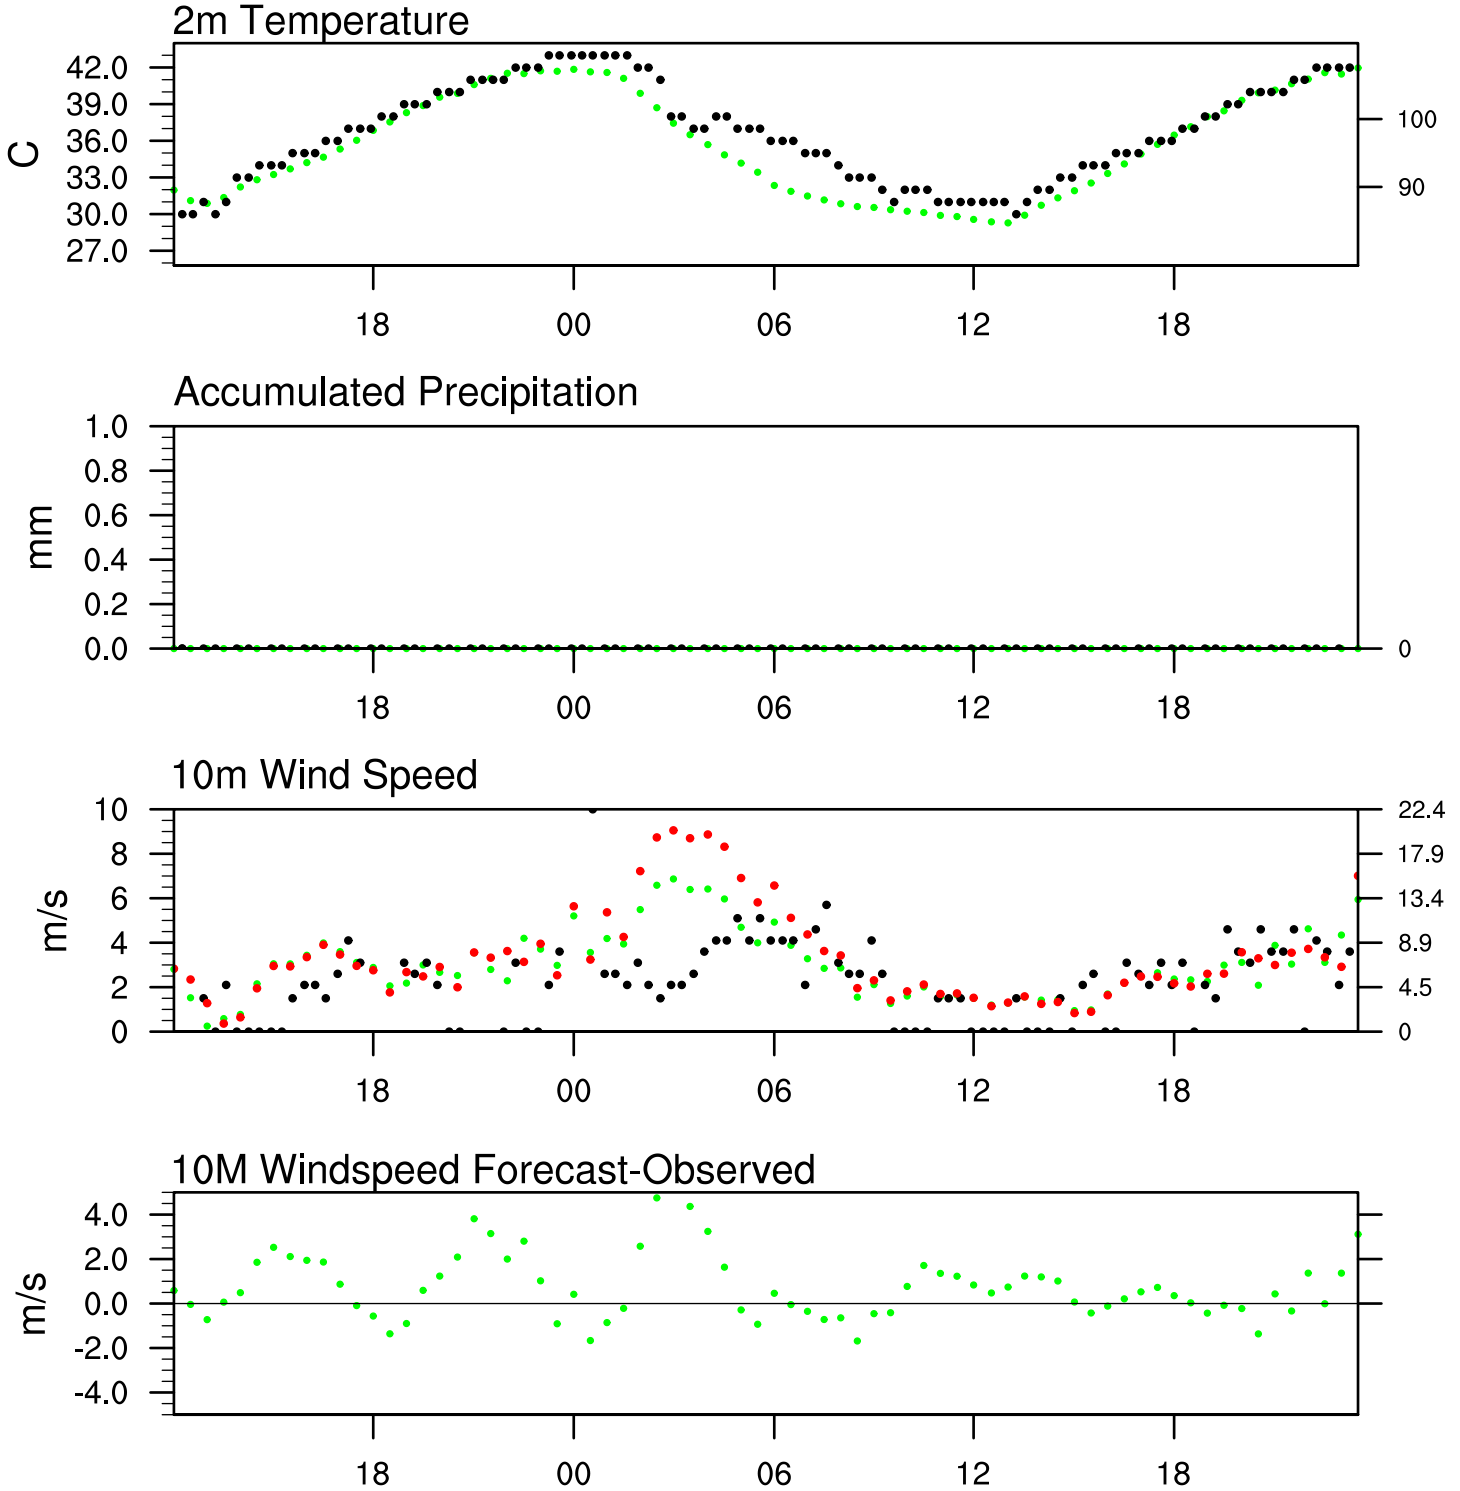 2m Temperature
42.0
39.0
36.0
33.0
30.0
27.0
C
100
90
18 00 06 12 18
Accumulated Precipitation
1.0
0.8
0.6
0.4
0.2
0.0
mm
0
18 00 06 12 18
10m Wind Speed
10
8
6
4
2
0
m/s
22.4
17.9
13.4
8.9
4.5
0
18 00 06 12 18
10M Windspeed Forecast-Observed
4.0
2.0
0.0
-2.0
-4.0
m/s
18 00 06 12 18